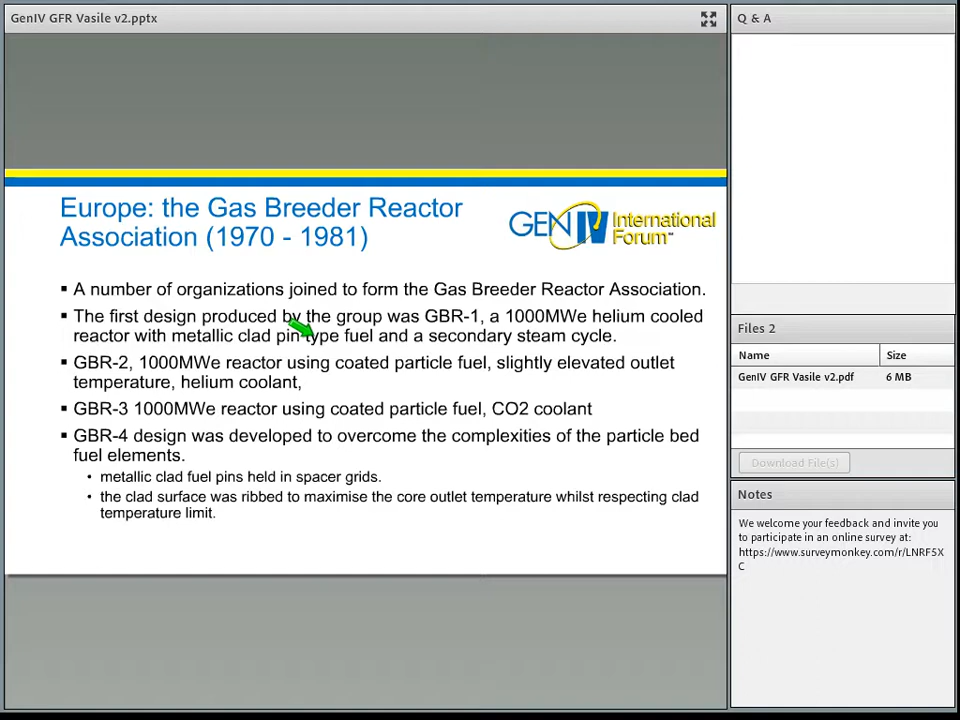 GenIV GFR Vasile v2.pptx
Europe: the Gas Breeder Reactor
Association (1970 - 1981)
GENIV International
Forum™
▪ A number of organizations joined to form the Gas Breeder Reactor Association.
▪ The first design produced by the group was GBR-1, a 1000MWe helium cooled
reactor with metallic clad pin-type fuel and a secondary steam cycle.
▪ GBR-2, 1000MWe reactor using coated particle fuel, slightly elevated outlet
temperature, helium coolant,
▪ GBR-3 1000MWe reactor using coated particle fuel, CO2 coolant
▪ GBR-4 design was developed to overcome the complexities of the particle bed
fuel elements.
• metallic clad fuel pins held in spacer grids.
• the clad surface was ribbed to maximise the core outlet temperature whilst respecting clad
temperature limit.
Q & A
Files 2
Name Size
GenIV GFR Vasile v2.pdf 6 MB
Download File(s)
Notes
We welcome your feedback and invite you
to participate in an online survey at:
https://www.surveymonkey.com/r/LNRF5X
C